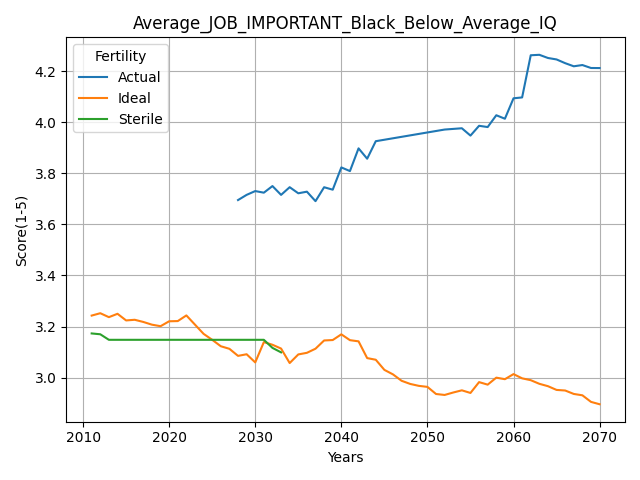 Average_JOB_IMPORTANT_Black_Below_Average_IQ
Fertility
Actual
Ideal
Sterile
Score(1-5)
4.2
4.0
3.8
3.6
3.4
3.2
3.0
2010 2020 2030 2040 2050 2060 2070
Years